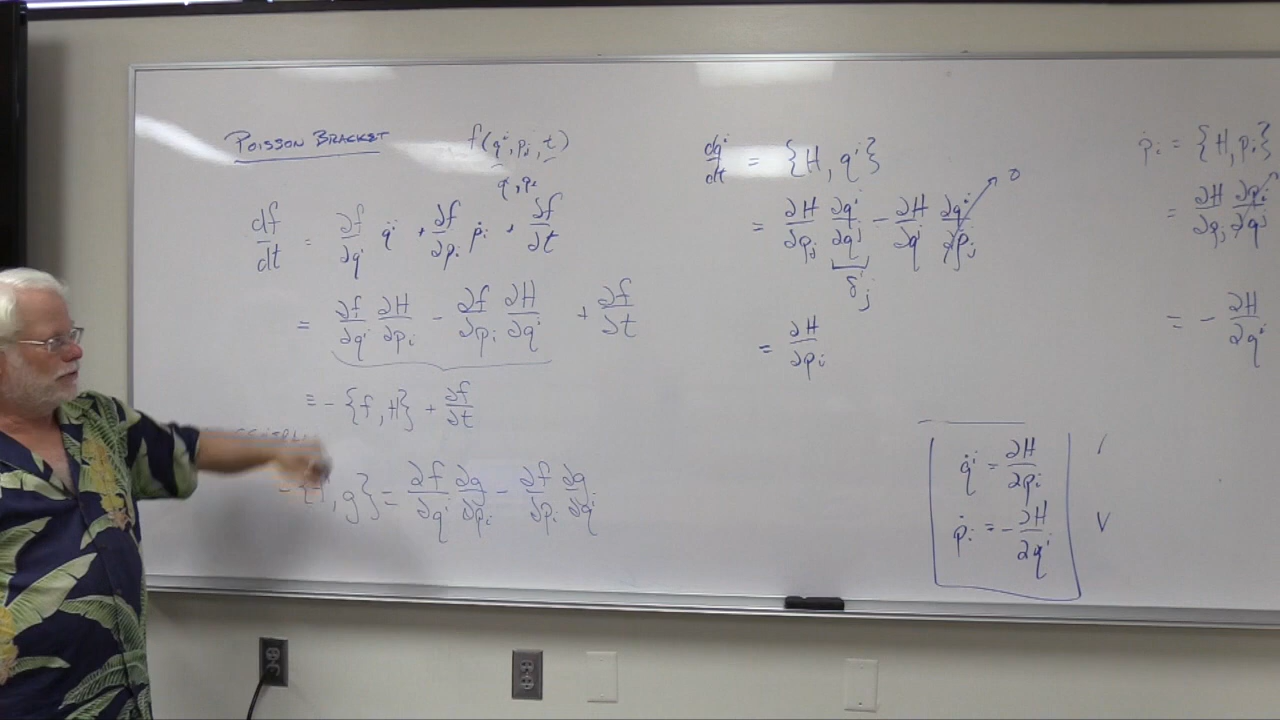 POISSON BRACKET f(qⁱ, pᵢ, t)
qⁱ, pᵢ
df/dt = ∂f/∂qⁱ q̇ⁱ + ∂f/∂pᵢ ṗᵢ + ∂f/∂t
= ∂f/∂qⁱ ∂H/∂pᵢ - ∂f/∂pᵢ ∂H/∂qⁱ + ∂f/∂t
≡ - {f, H} + ∂f/∂t
, g} = ∂f/∂qⁱ ∂g/∂pᵢ - ∂f/∂pᵢ ∂g/∂qⁱ
dqⁱ/dt = {H, qⁱ}
= ∂H/∂pⱼ ∂qⁱ/∂qʲ - ∂H/∂qʲ ∂qⁱ/∂pⱼ 0
δⁱⱼ
= ∂H/∂pᵢ
q̇ⁱ = ∂H/∂pᵢ
ṗᵢ = -∂H/∂qⁱ
ṗᵢ = {H, pᵢ}
= ∂H/∂pⱼ ∂pᵢ/∂qʲ
= - ∂H/∂qⁱ